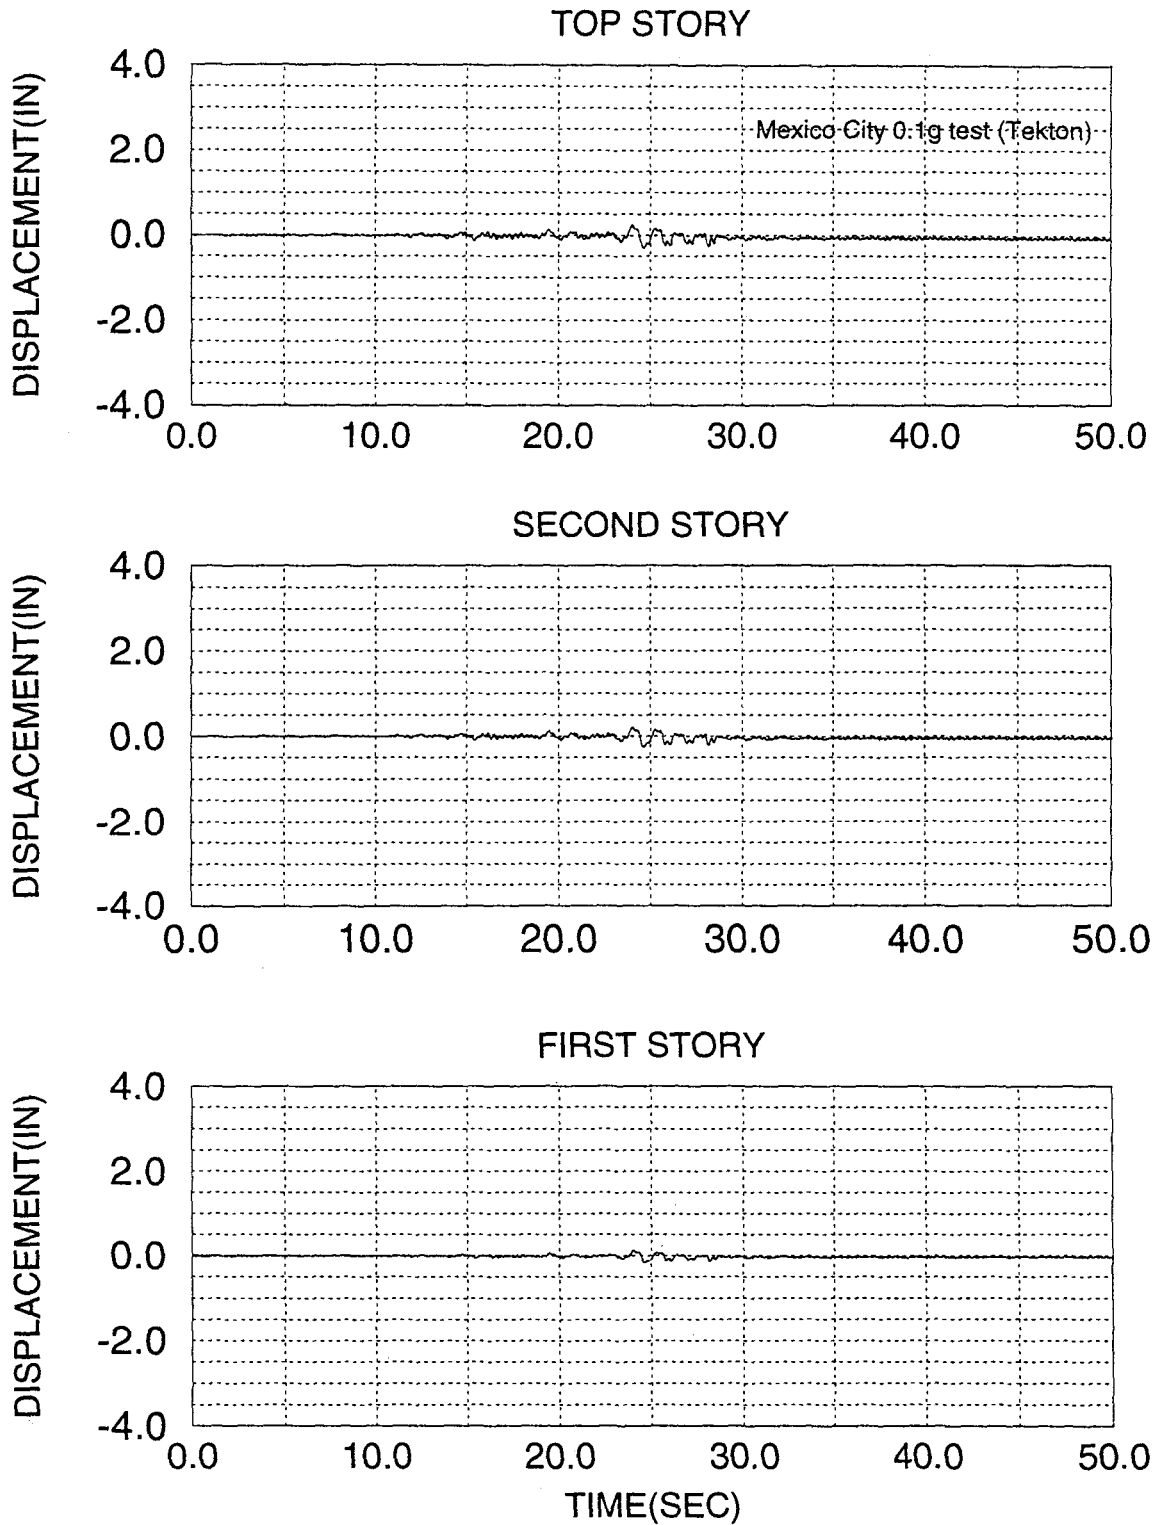 TOP STORY
DISPLACEMENT(IN)
4.0
2.0
0.0
-2.0
-4.0
Mexico City 0.1g test (Tekton)
0.0 10.0 20.0 30.0 40.0 50.0
SECOND STORY
DISPLACEMENT(IN)
4.0
2.0
0.0
-2.0
-4.0
0.0 10.0 20.0 30.0 40.0 50.0
FIRST STORY
DISPLACEMENT(IN)
4.0
2.0
0.0
-2.0
-4.0
0.0 10.0 20.0 30.0 40.0 50.0
TIME(SEC)